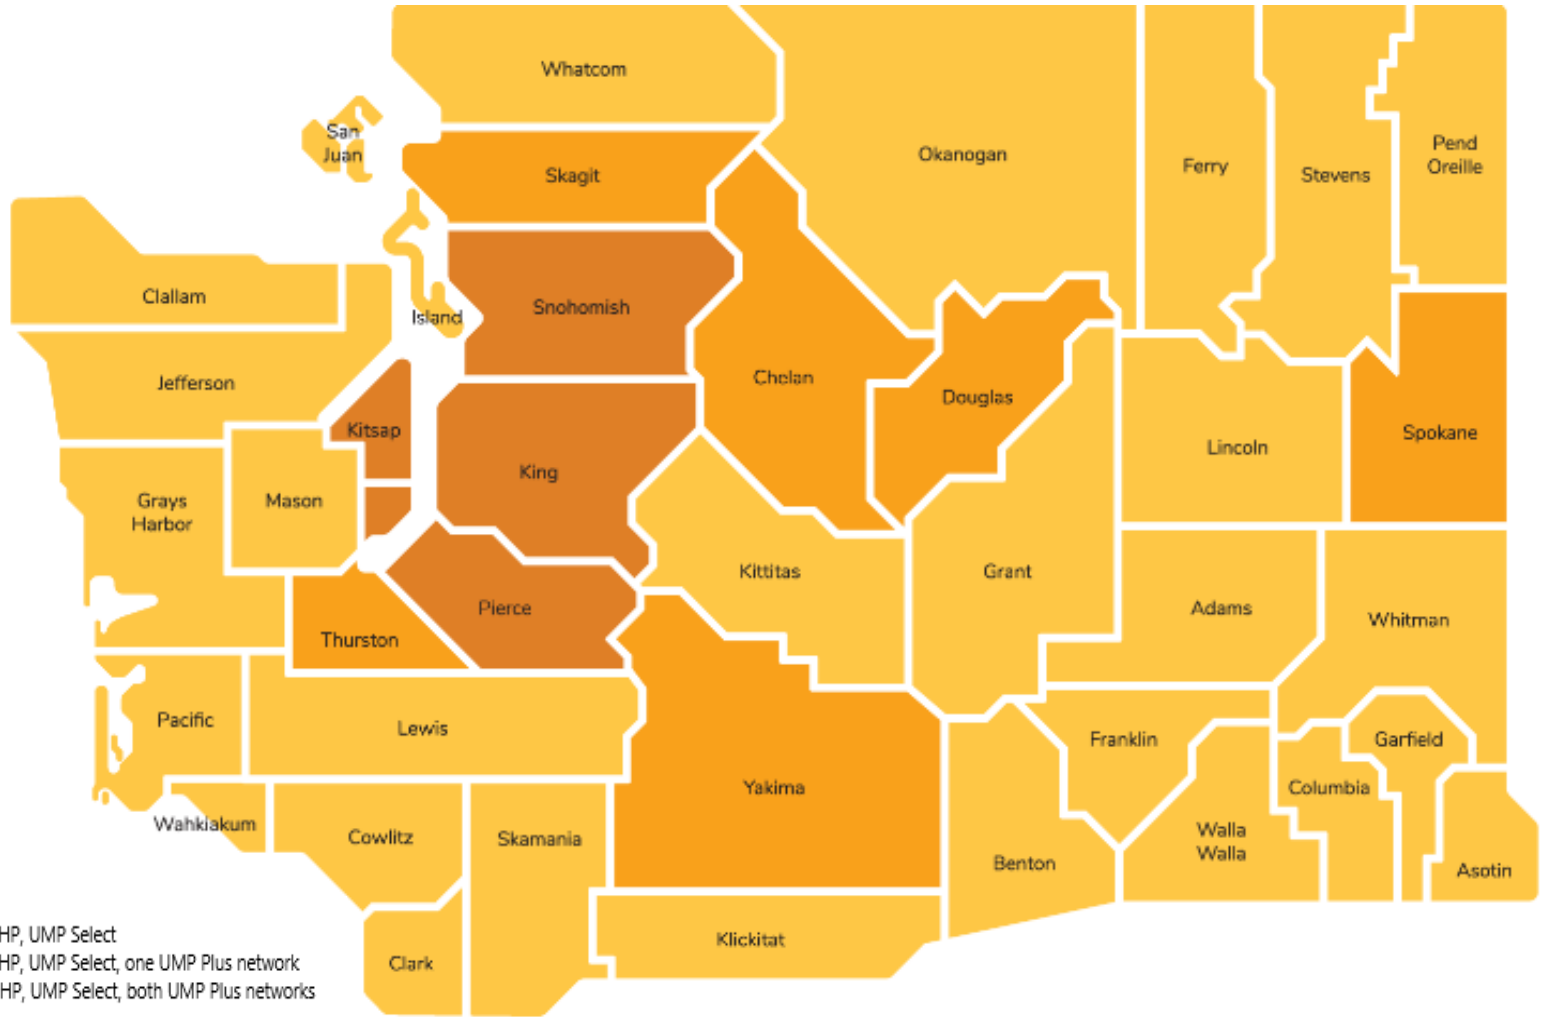 Whatcom
San
Juan
Skagit
Okanogan
Ferry
Stevens
Pend
Oreille
Clallam
Island
Snohomish
Jefferson
Chelan
Douglas
Kitsap
King
Lincoln
Spokane
Grays
Harbor
Mason
Kittitas
Grant
Adams
Whitman
Pierce
Thurston
Pacific
Lewis
Yakima
Franklin
Garfield
Columbia
Wahkiakum
Cowlitz
Skamania
Walla
Walla
Benton
Asotin
Klickitat
Clark
HP, UMP Select
HP, UMP Select, one UMP Plus network
HP, UMP Select, both UMP Plus networks